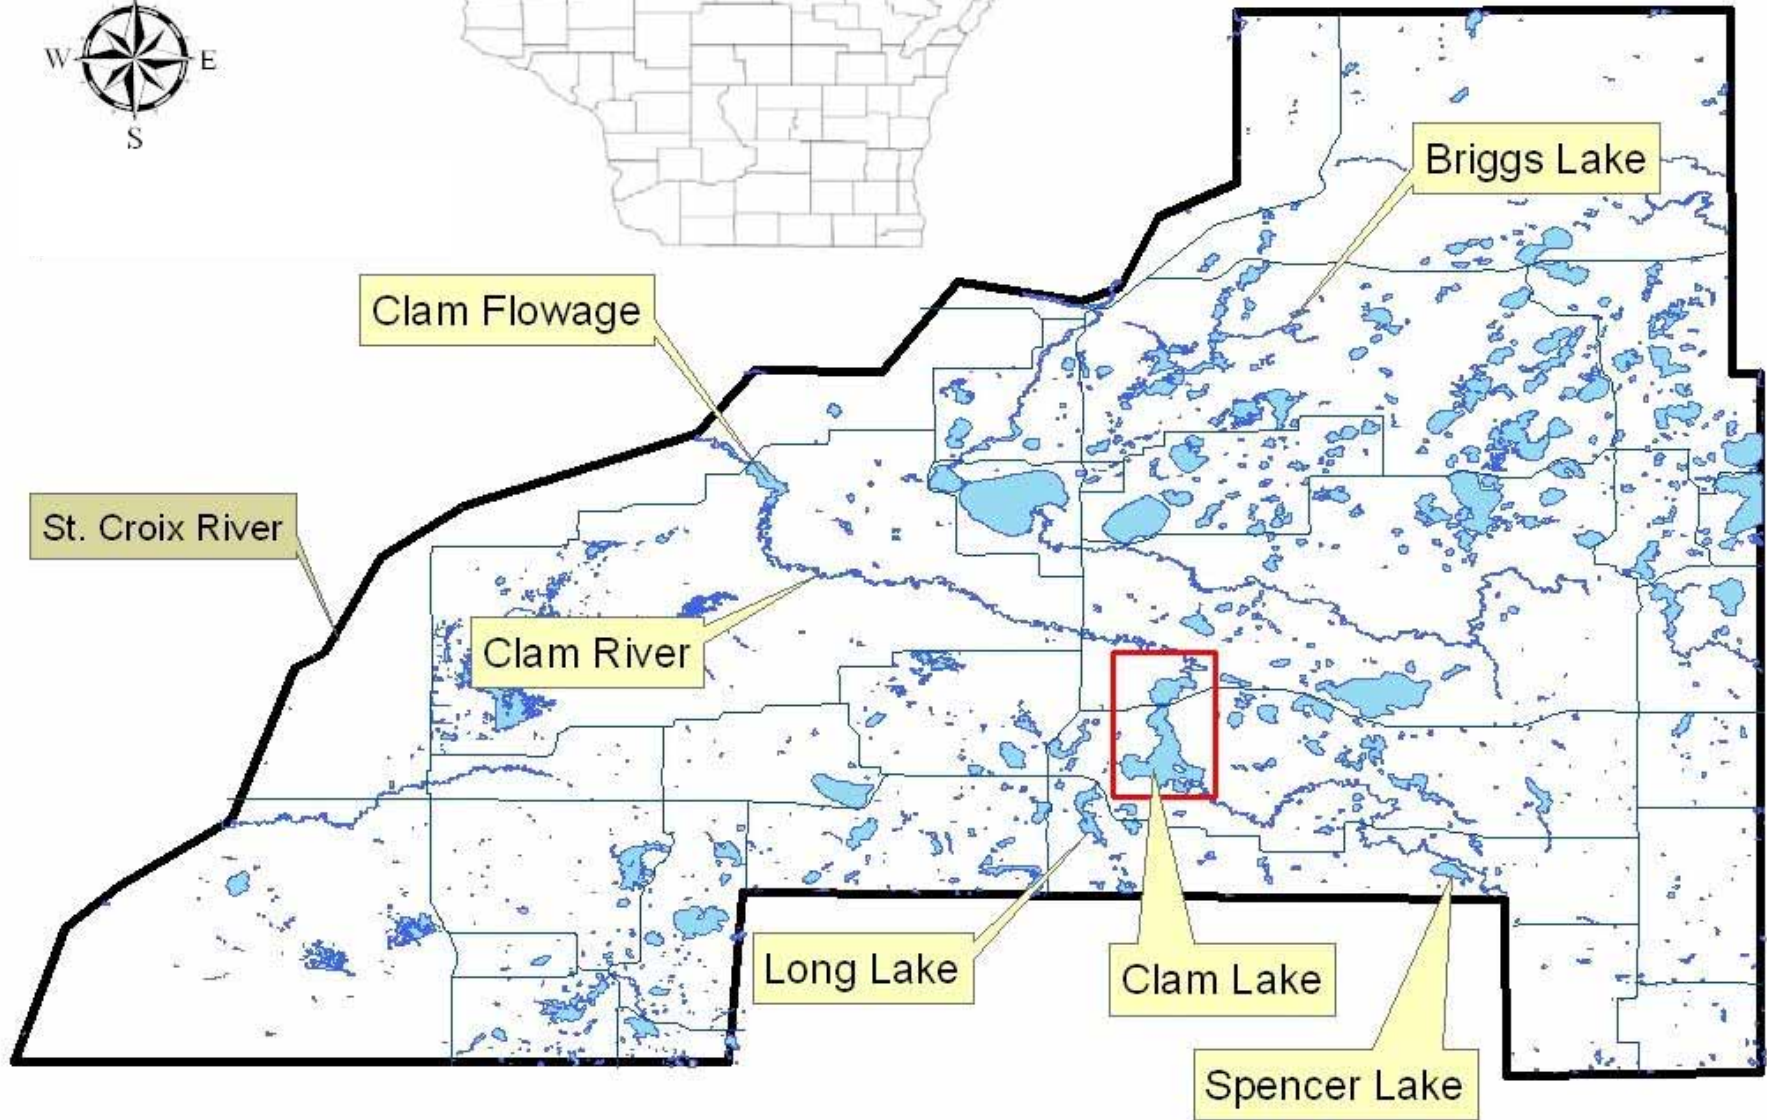 W
E
S
Briggs Lake
Clam Flowage
St. Croix River
Clam River
Long Lake
Clam Lake
Spencer Lake